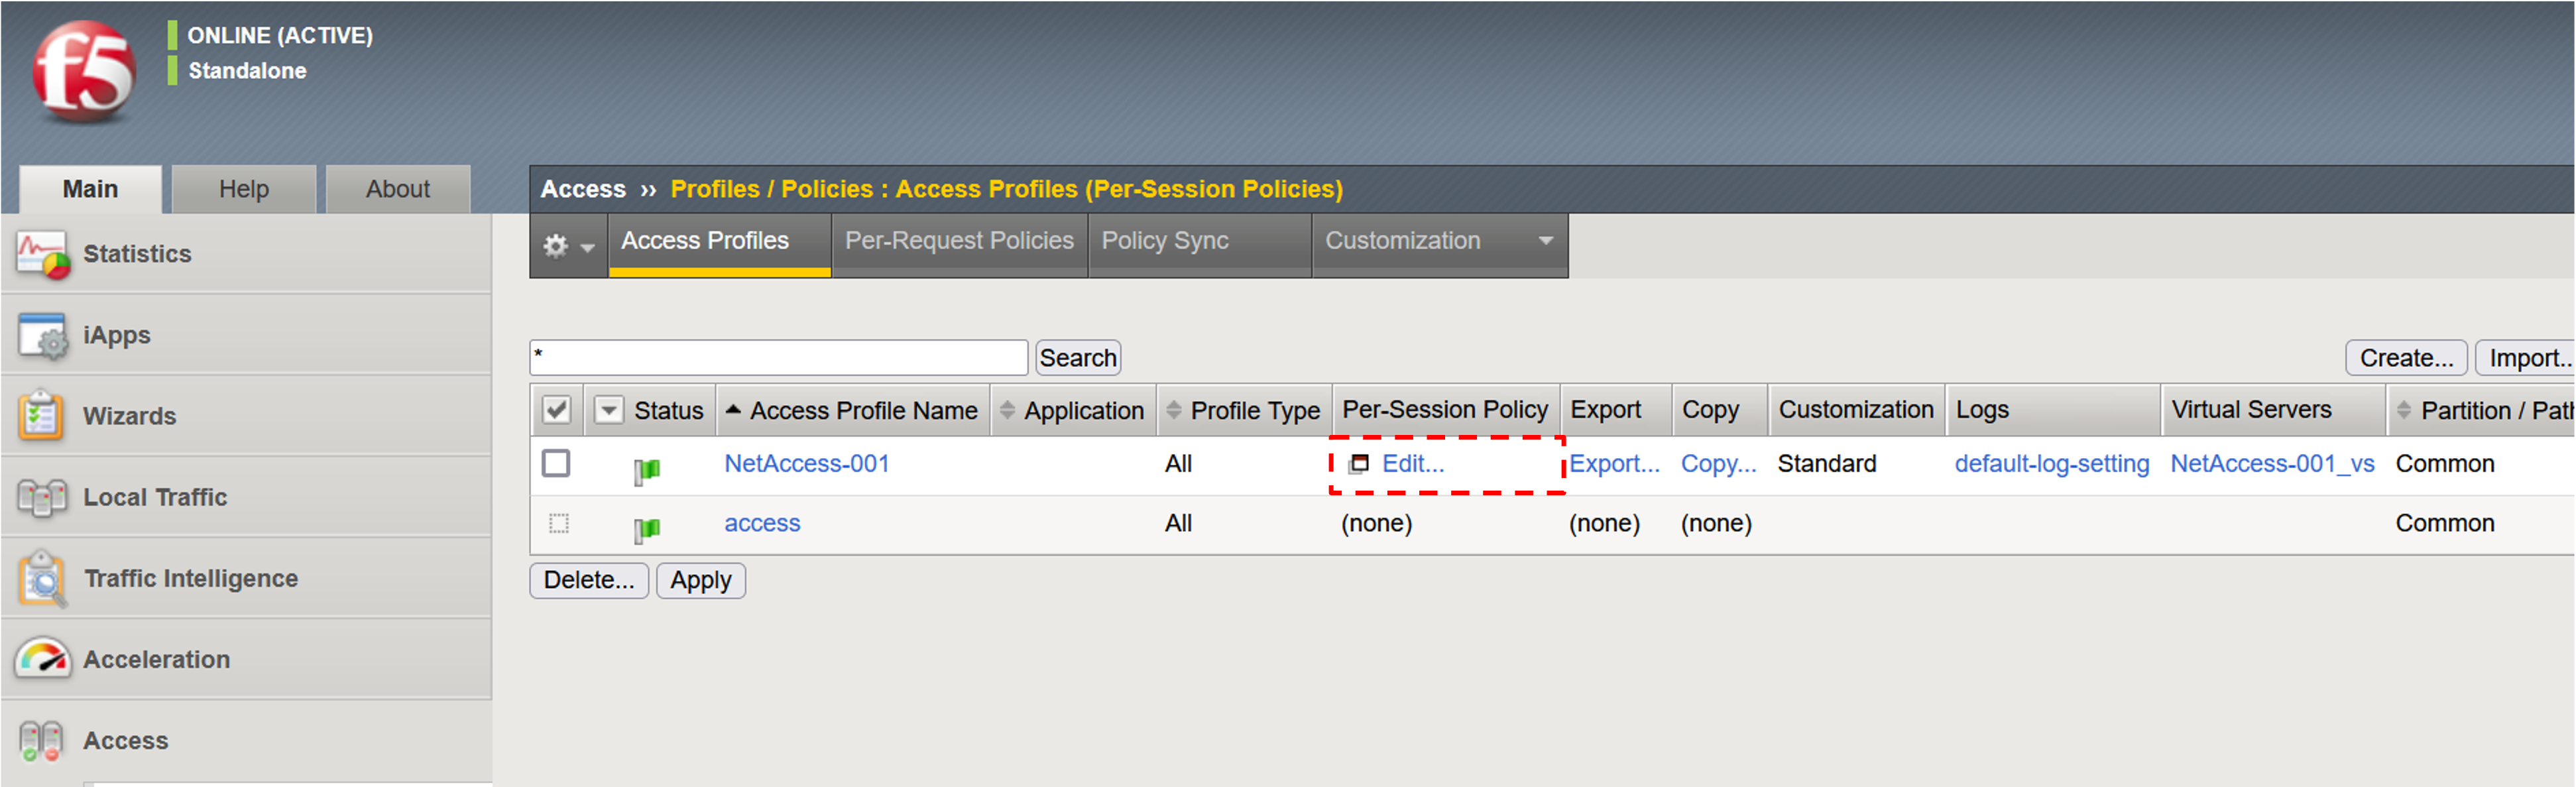 f5
ONLINE (ACTIVE)
Standalone
Main Help About
Access ›› Profiles / Policies : Access Profiles (Per-Session Policies)
Access Profiles Per-Request Policies Policy Sync Customization
Statistics
iApps
Wizards
Local Traffic
Traffic Intelligence
Acceleration
Access
* Search Create... Import...
Status Access Profile Name Application Profile Type Per-Session Policy Export Copy Customization Logs Virtual Servers Partition / Path
NetAccess-001 All Edit... Export... Copy... Standard default-log-setting NetAccess-001_vs Common
access All (none) (none) (none) Common
Delete... Apply